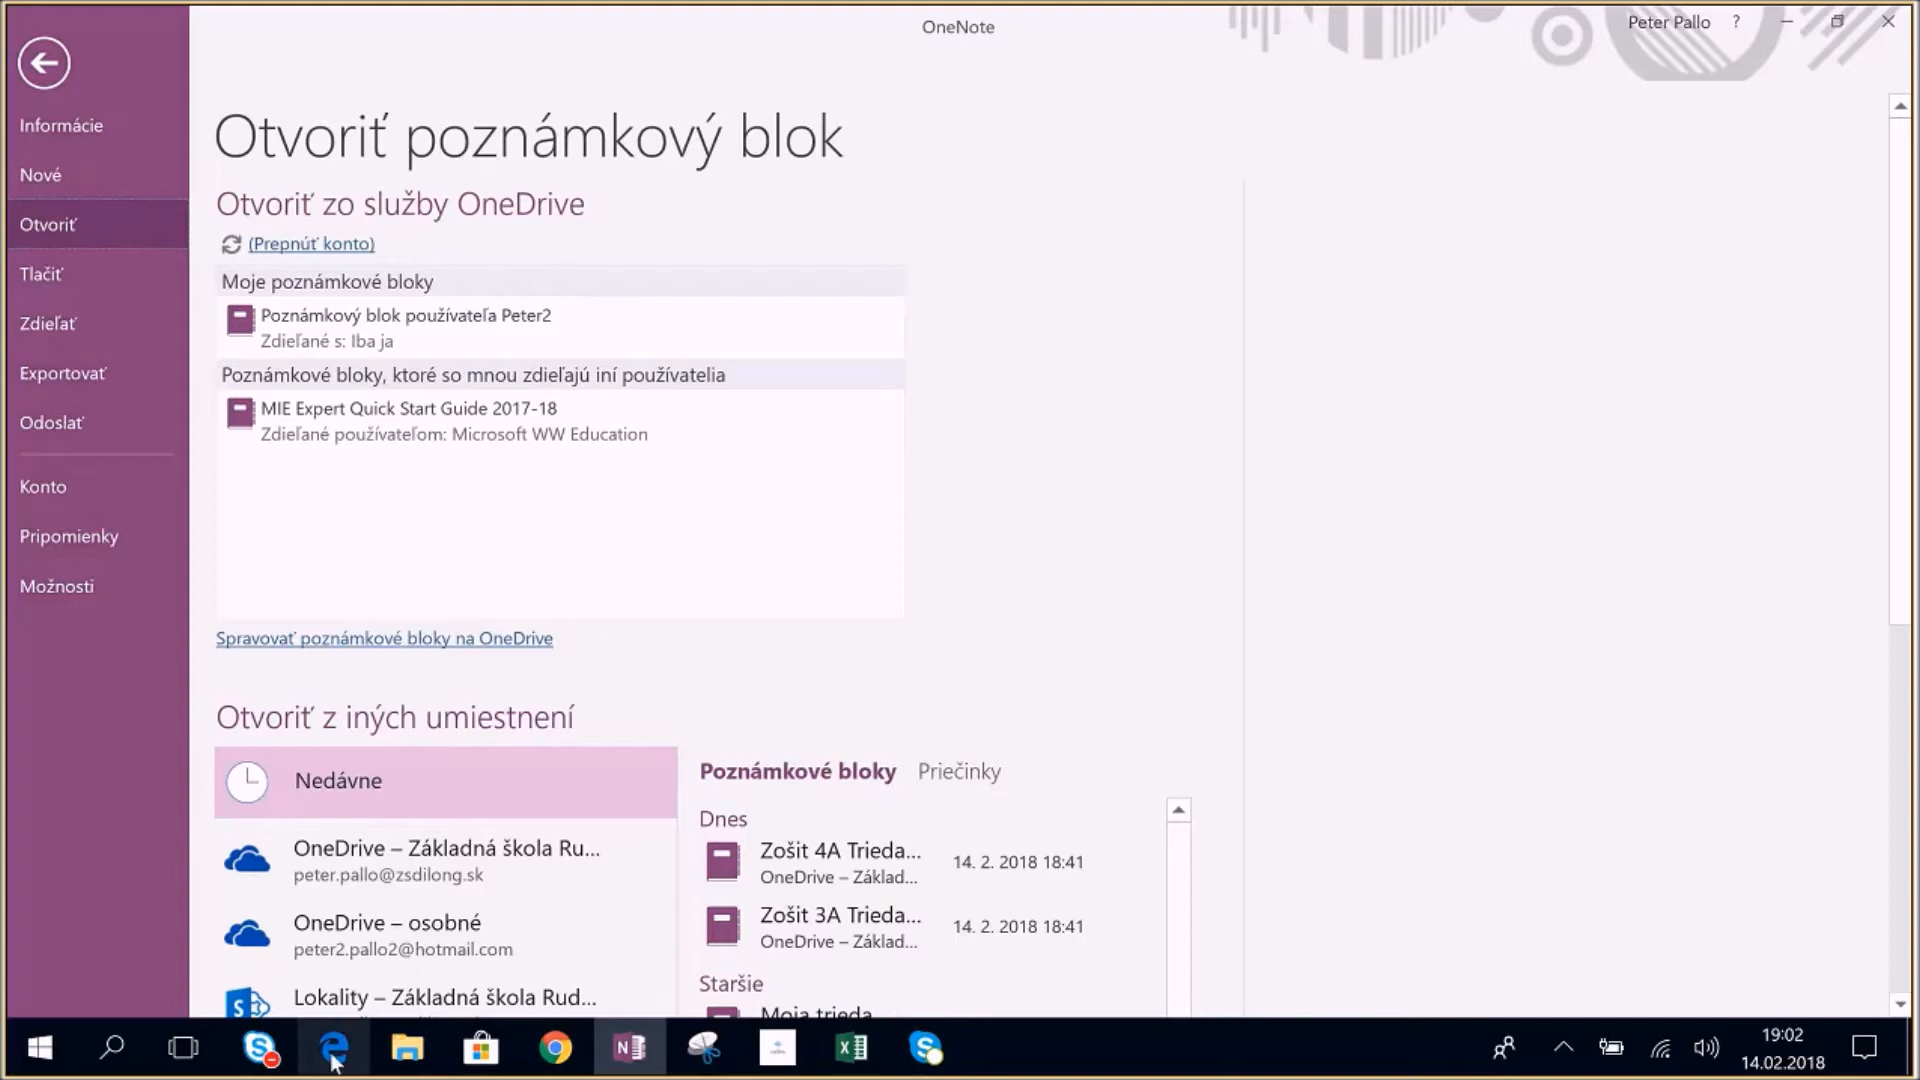 OneNote
Peter Pallo
?
Informácie
Nové
Otvoriť
Tlačiť
Zdieľať
Exportovať
Odoslať
Konto
Pripomienky
Možnosti
Otvoriť poznámkový blok
Otvoriť zo služby OneDrive
(Prepnúť konto)
Moje poznámkové bloky
Poznámkový blok používateľa Peter2
Zdieľané s: Iba ja
Poznámkové bloky, ktoré so mnou zdieľajú iní používatelia
MIE Expert Quick Start Guide 2017-18
Zdieľané používateľom: Microsoft WW Education
Spravovať poznámkové bloky na OneDrive
Otvoriť z iných umiestnení
Nedávne
OneDrive – Základná škola Ru...
peter.pallo@zsdilong.sk
OneDrive – osobné
peter2.pallo2@hotmail.com
Lokality – Základná škola Rud...
Poznámkové bloky Priečinky
Dnes
Zošit 4A Trieda... 14. 2. 2018 18:41
OneDrive – Základ...
Zošit 3A Trieda... 14. 2. 2018 18:41
OneDrive – Základ...
Staršie
Moja trieda
19:02
14.02.2018